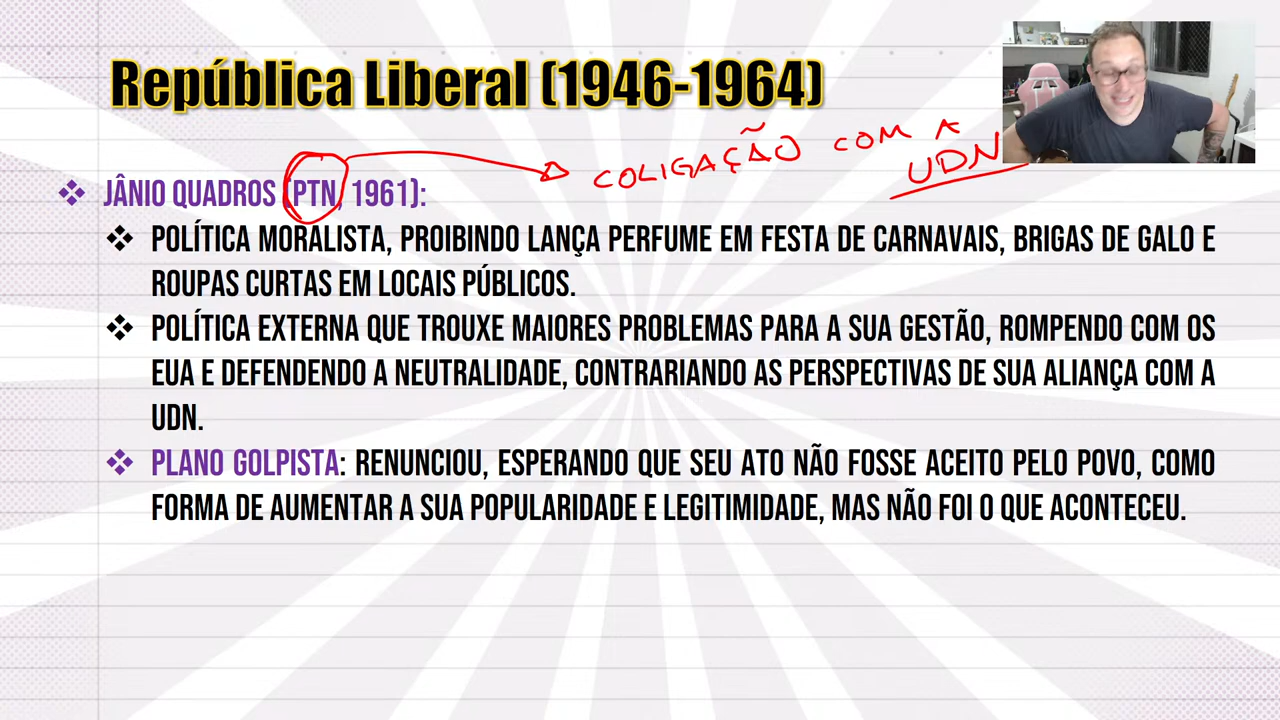 República Liberal (1946-1964)
COLIGAÇÃO COM A
UDN
❖ JÂNIO QUADROS (PTN, 1961):
❖ POLÍTICA MORALISTA, PROIBINDO LANÇA PERFUME EM FESTA DE CARNAVAIS, BRIGAS DE GALO E
ROUPAS CURTAS EM LOCAIS PÚBLICOS.
❖ POLÍTICA EXTERNA QUE TROUXE MAIORES PROBLEMAS PARA A SUA GESTÃO, ROMPENDO COM OS
EUA E DEFENDENDO A NEUTRALIDADE, CONTRARIANDO AS PERSPECTIVAS DE SUA ALIANÇA COM A
UDN.
❖ PLANO GOLPISTA: RENUNCIOU, ESPERANDO QUE SEU ATO NÃO FOSSE ACEITO PELO POVO, COMO
FORMA DE AUMENTAR A SUA POPULARIDADE E LEGITIMIDADE, MAS NÃO FOI O QUE ACONTECEU.